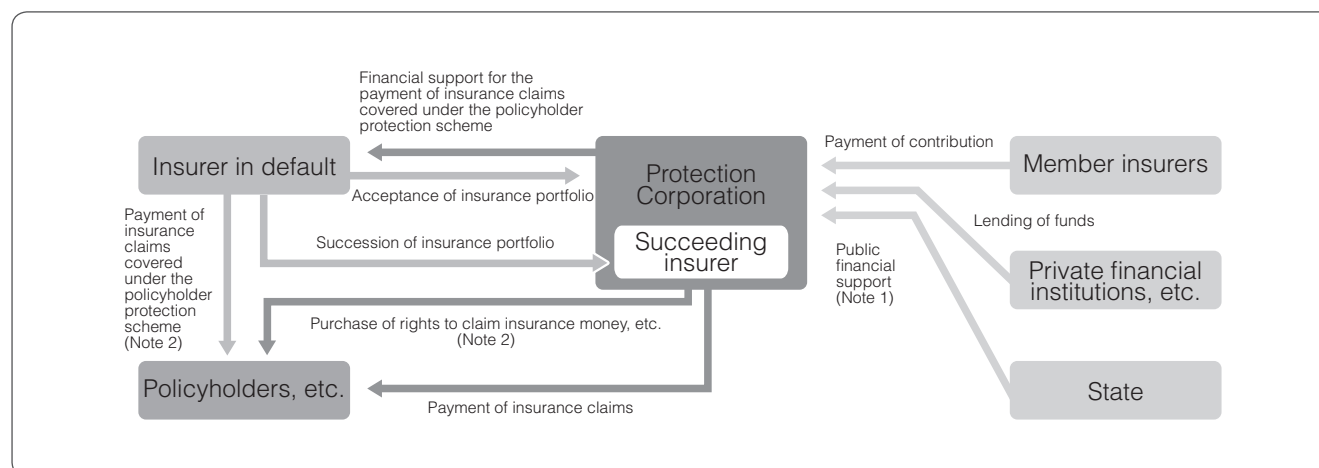 Financial support for the
payment of insurance claims
covered under the policyholder
protection scheme
Insurer in default
Acceptance of insurance portfolio
Protection
Corporation
Payment of contribution
Member insurers
Payment of
insurance
claims
covered
under the
policyholder
protection
scheme
(Note 2)
Succession of insurance portfolio
Succeeding
insurer
Lending of funds
Public
financial
support
(Note 1)
Private financial
institutions, etc.
Purchase of rights to claim insurance money, etc.
(Note 2)
Policyholders, etc.
Payment of insurance claims
State